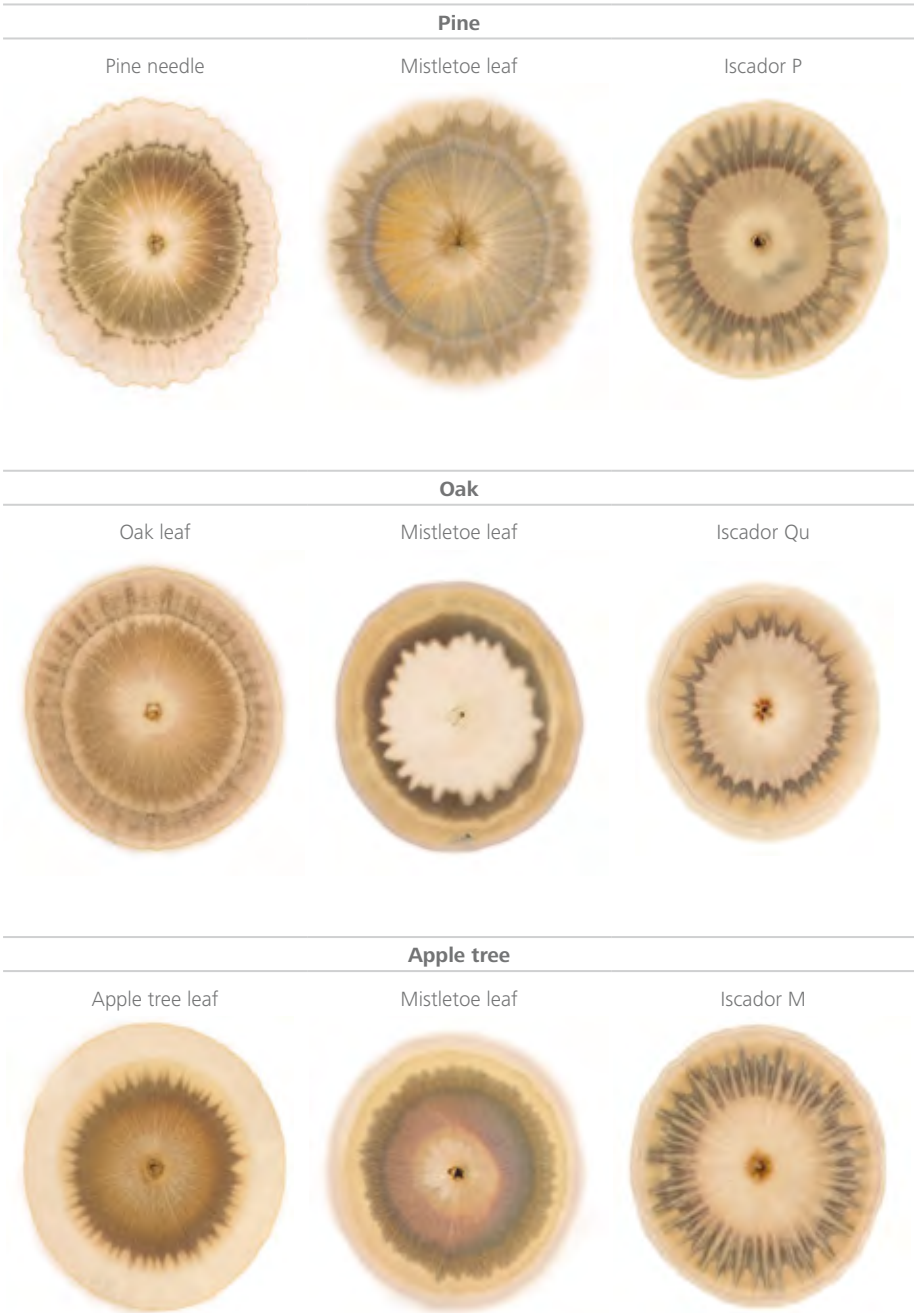 Pine
Pine needle Mistletoe leaf Iscador P
Oak
Oak leaf Mistletoe leaf Iscador Qu
Apple tree
Apple tree leaf Mistletoe leaf Iscador M